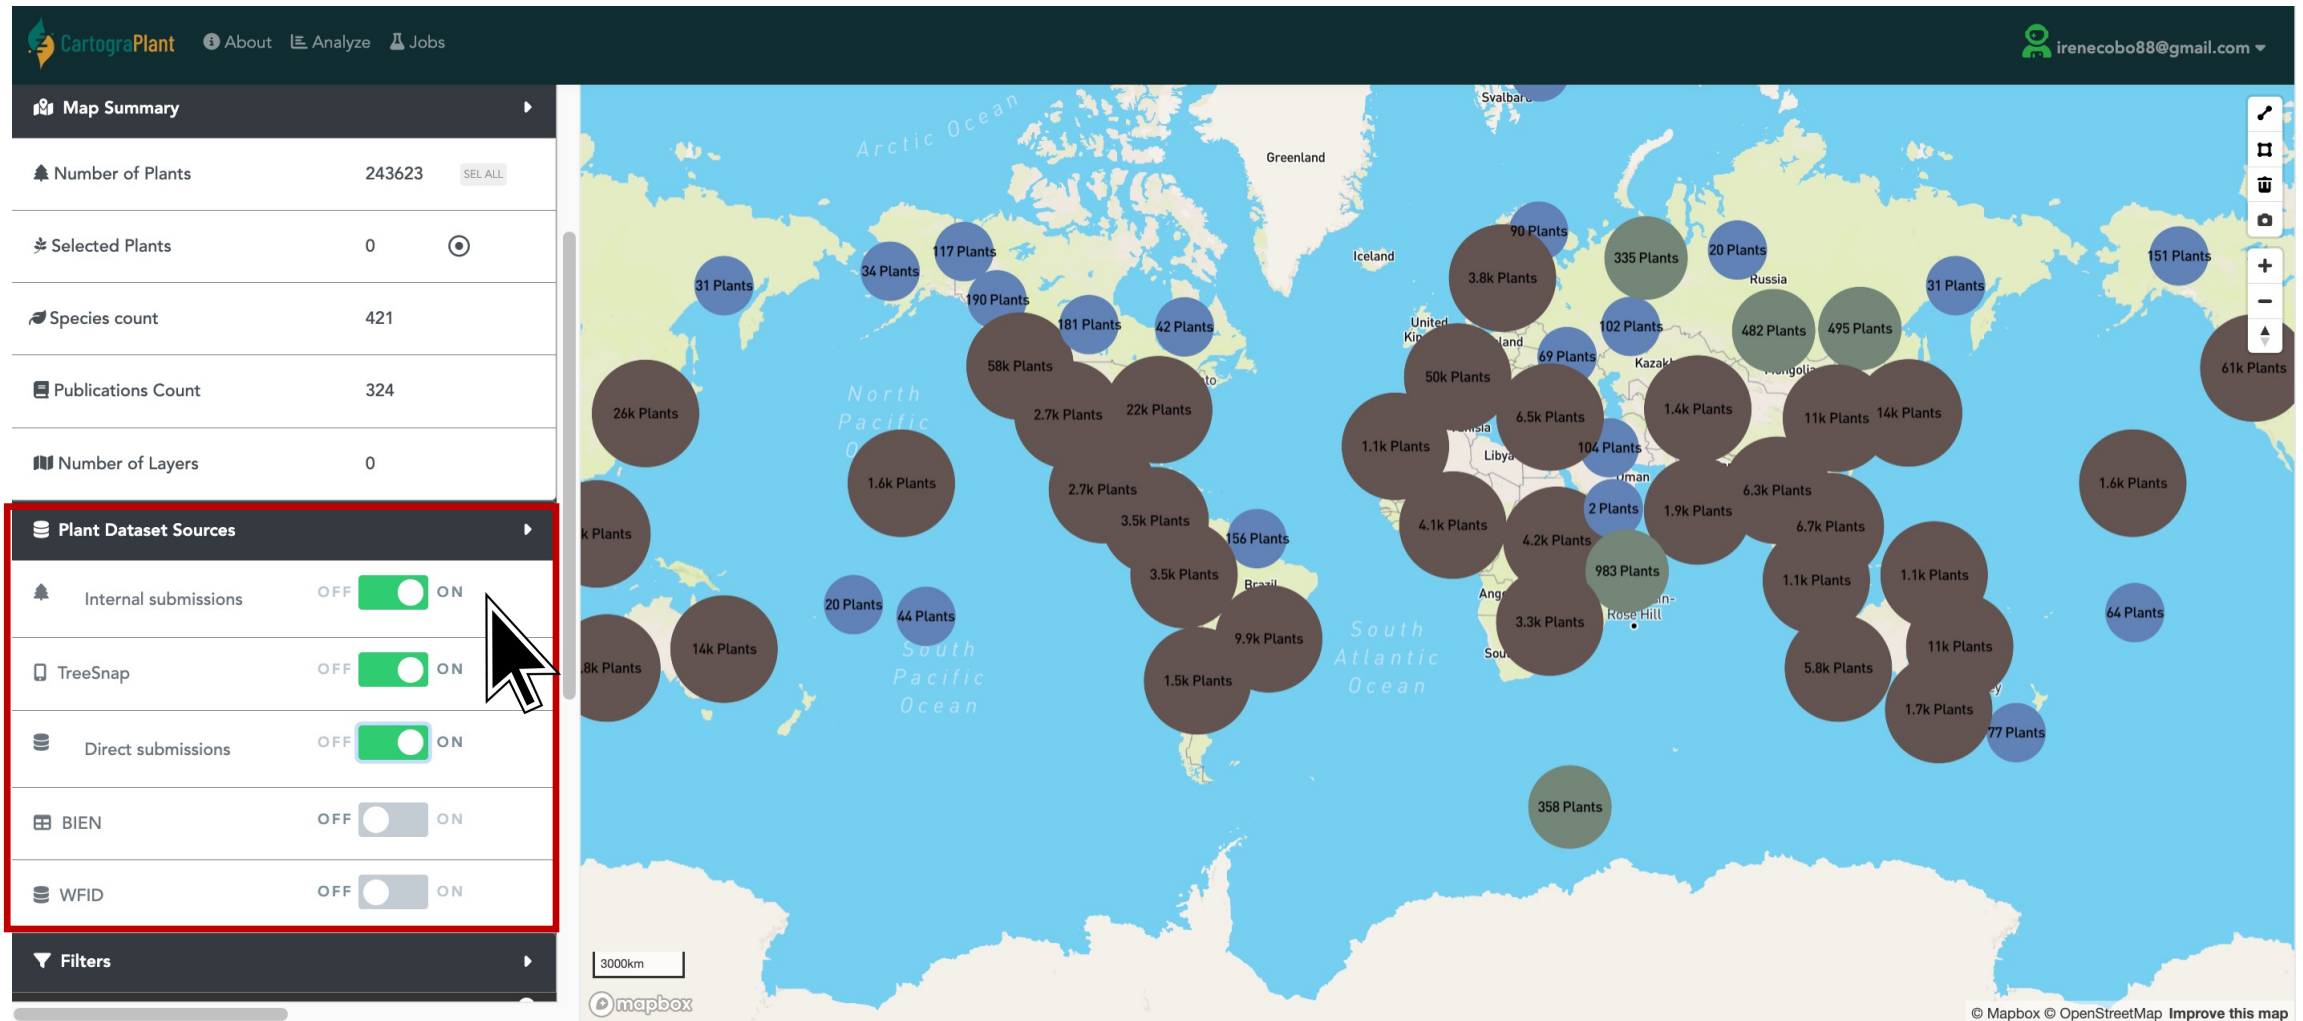 CartograPlant About Analyze Jobs
irenecobo88@gmail.com
Map Summary
Number of Plants 243623 SEL ALL
Selected Plants 0
Species count 421
Publications Count 324
Number of Layers 0
Plant Dataset Sources
Internal submissions OFF ON
TreeSnap OFF ON
Direct submissions OFF ON
BIEN OFF ON
WFID OFF ON
Filters
Arctic Ocean
Svalbard
Greenland
Iceland
90 Plants
3.8k Plants
335 Plants
20 Plants
Russia
117 Plants
34 Plants
31 Plants
190 Plants
181 Plants
42 Plants
151 Plants
31 Plants
United
102 Plants
482 Plants
495 Plants
69 Plants
58k Plants
50k Plants
61k Plants
North
Pacific
26k Plants
2.7k Plants
22k Plants
6.5k Plants
1.4k Plants
11k Plants
14k Plants
1.1k Plants
104 Plants
Libya
1.6k Plants
2.7k Plants
3.5k Plants
4.1k Plants
4.2k Plants
2 Plants
1.9k Plants
6.3k Plants
6.7k Plants
1.6k Plants
k Plants
156 Plants
3.5k Plants
Brazil
983 Plants
1.1k Plants
1.1k Plants
20 Plants
44 Plants
Rose Hill
3.3k Plants
64 Plants
South
Pacific
Ocean
South
Atlantic
Ocean
14k Plants
8k Plants
9.9k Plants
1.5k Plants
11k Plants
5.8k Plants
1.7k Plants
77 Plants
358 Plants
3000km
mapbox
© Mapbox © OpenStreetMap Improve this map